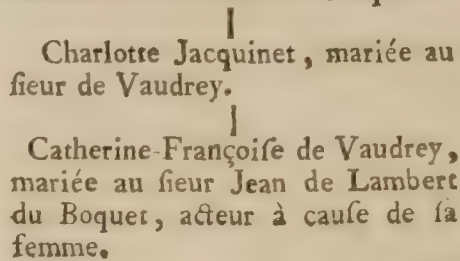 Charlotte Jacquinet, mariée au
ſieur de Vaudrey.
Catherine-Françoiſe de Vaudrey,
mariée au ſieur Jean de Lambert
du Boquet, acteur à cauſe de ſa
femme.